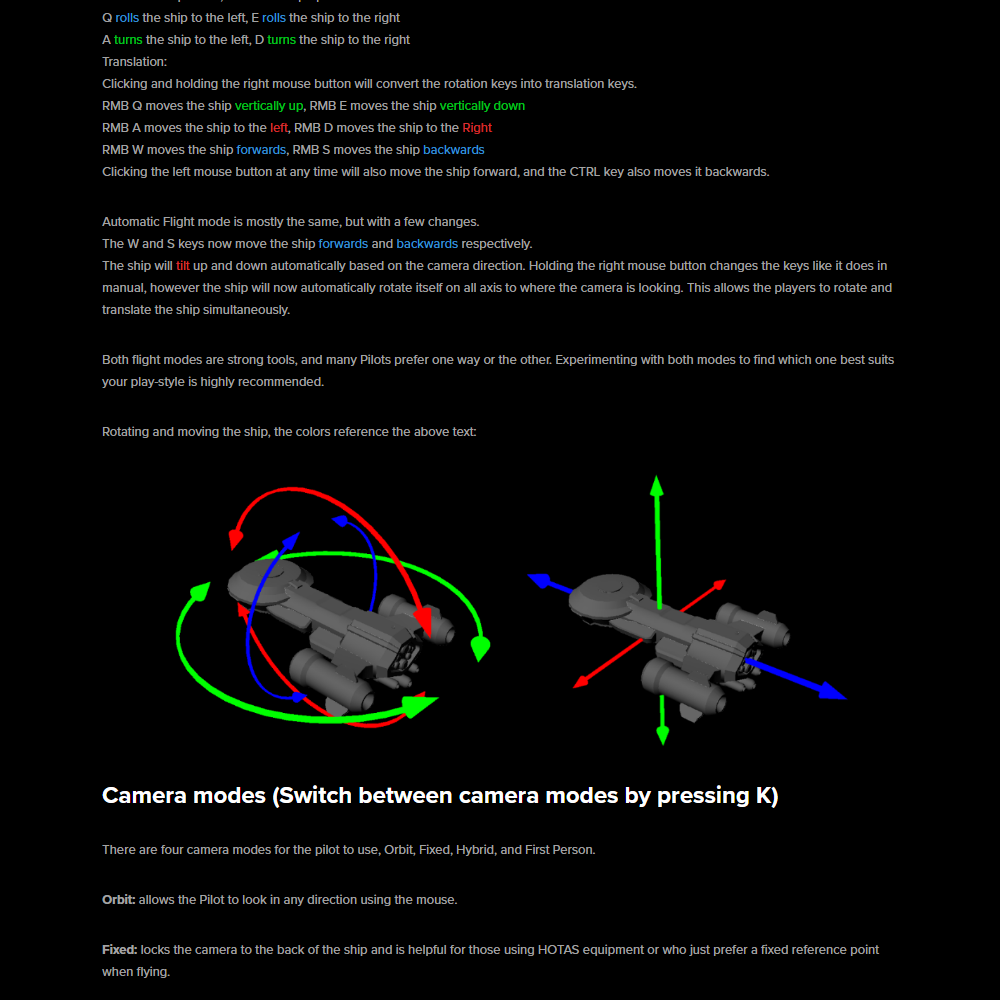 Q rolls the ship to the left, E rolls the ship to the right
A turns the ship to the left, D turns the ship to the right
Translation:
Clicking and holding the right mouse button will convert the rotation keys into translation keys.
RMB Q moves the ship vertically up, RMB E moves the ship vertically down
RMB A moves the ship to the left, RMB D moves the ship to the Right
RMB W moves the ship forwards, RMB S moves the ship backwards
Clicking the left mouse button at any time will also move the ship forward, and the CTRL key also moves it backwards.
Automatic Flight mode is mostly the same, but with a few changes.
The W and S keys now move the ship forwards and backwards respectively.
The ship will tilt up and down automatically based on the camera direction. Holding the right mouse button changes the keys like it does in
manual, however the ship will now automatically rotate itself on all axis to where the camera is looking. This allows the players to rotate and
translate the ship simultaneously.
Both flight modes are strong tools, and many Pilots prefer one way or the other. Experimenting with both modes to find which one best suits
your play-style is highly recommended.
Rotating and moving the ship, the colors reference the above text:
Camera modes (Switch between camera modes by pressing K)
There are four camera modes for the pilot to use, Orbit, Fixed, Hybrid, and First Person.
Orbit: allows the Pilot to look in any direction using the mouse.
Fixed: locks the camera to the back of the ship and is helpful for those using HOTAS equipment or who just prefer a fixed reference point
when flying.